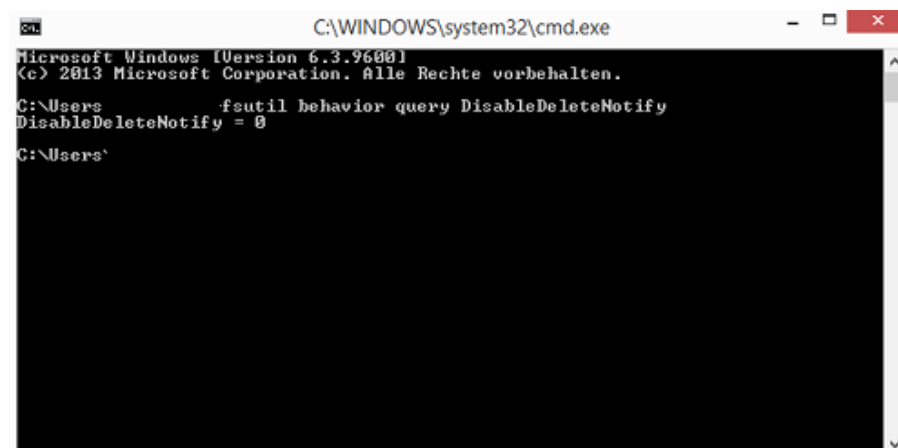 C:\WINDOWS\system32\cmd.exe
Microsoft Windows [Version 6.3.9600]
(c) 2013 Microsoft Corporation. Alle Rechte vorbehalten.
C:\Users fsutil behavior query DisableDeleteNotify
DisableDeleteNotify = 0
C:\Users